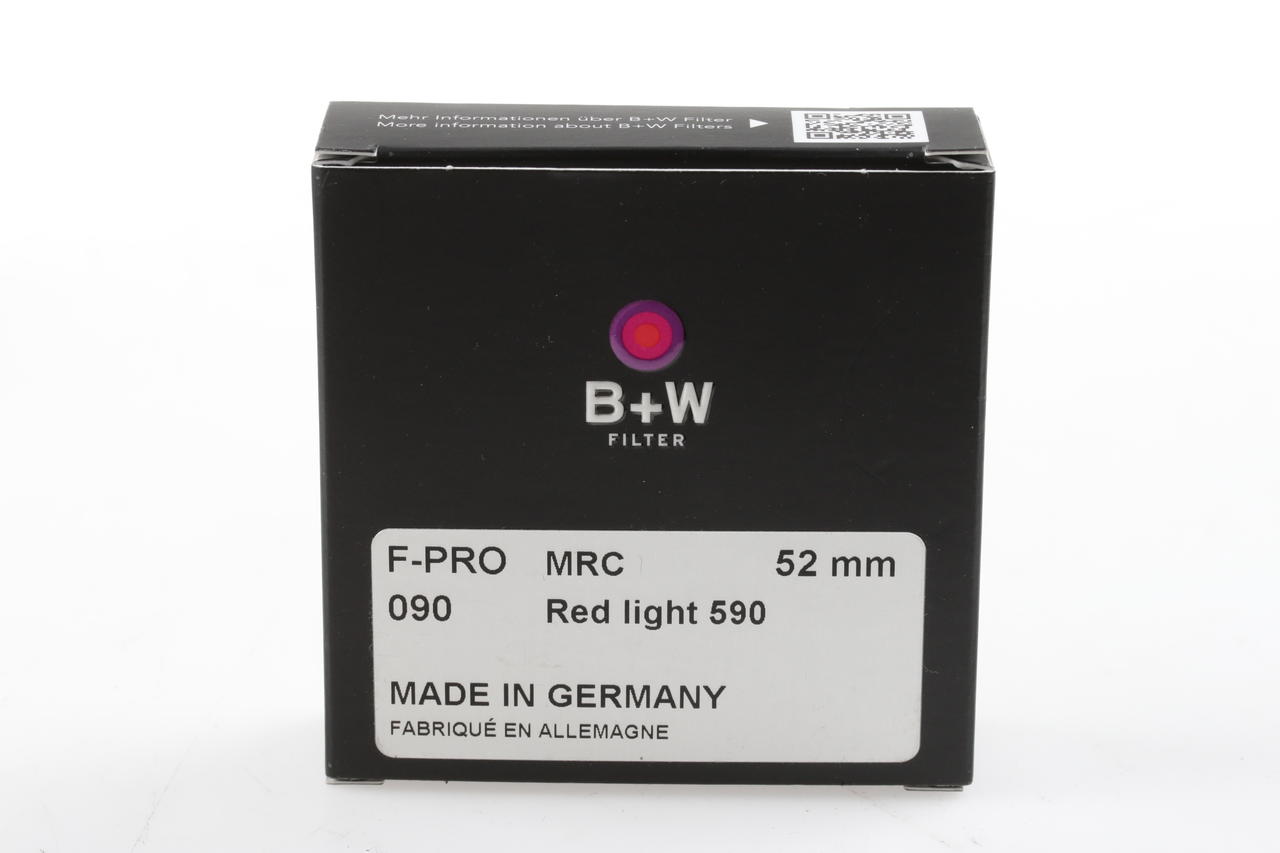 Mehr Informationen über B+W Filter
More information about B+W Filters
B+W
FILTER
F-PRO MRC 52 mm
090 Red light 590
MADE IN GERMANY
FABRIQUÉ EN ALLEMAGNE